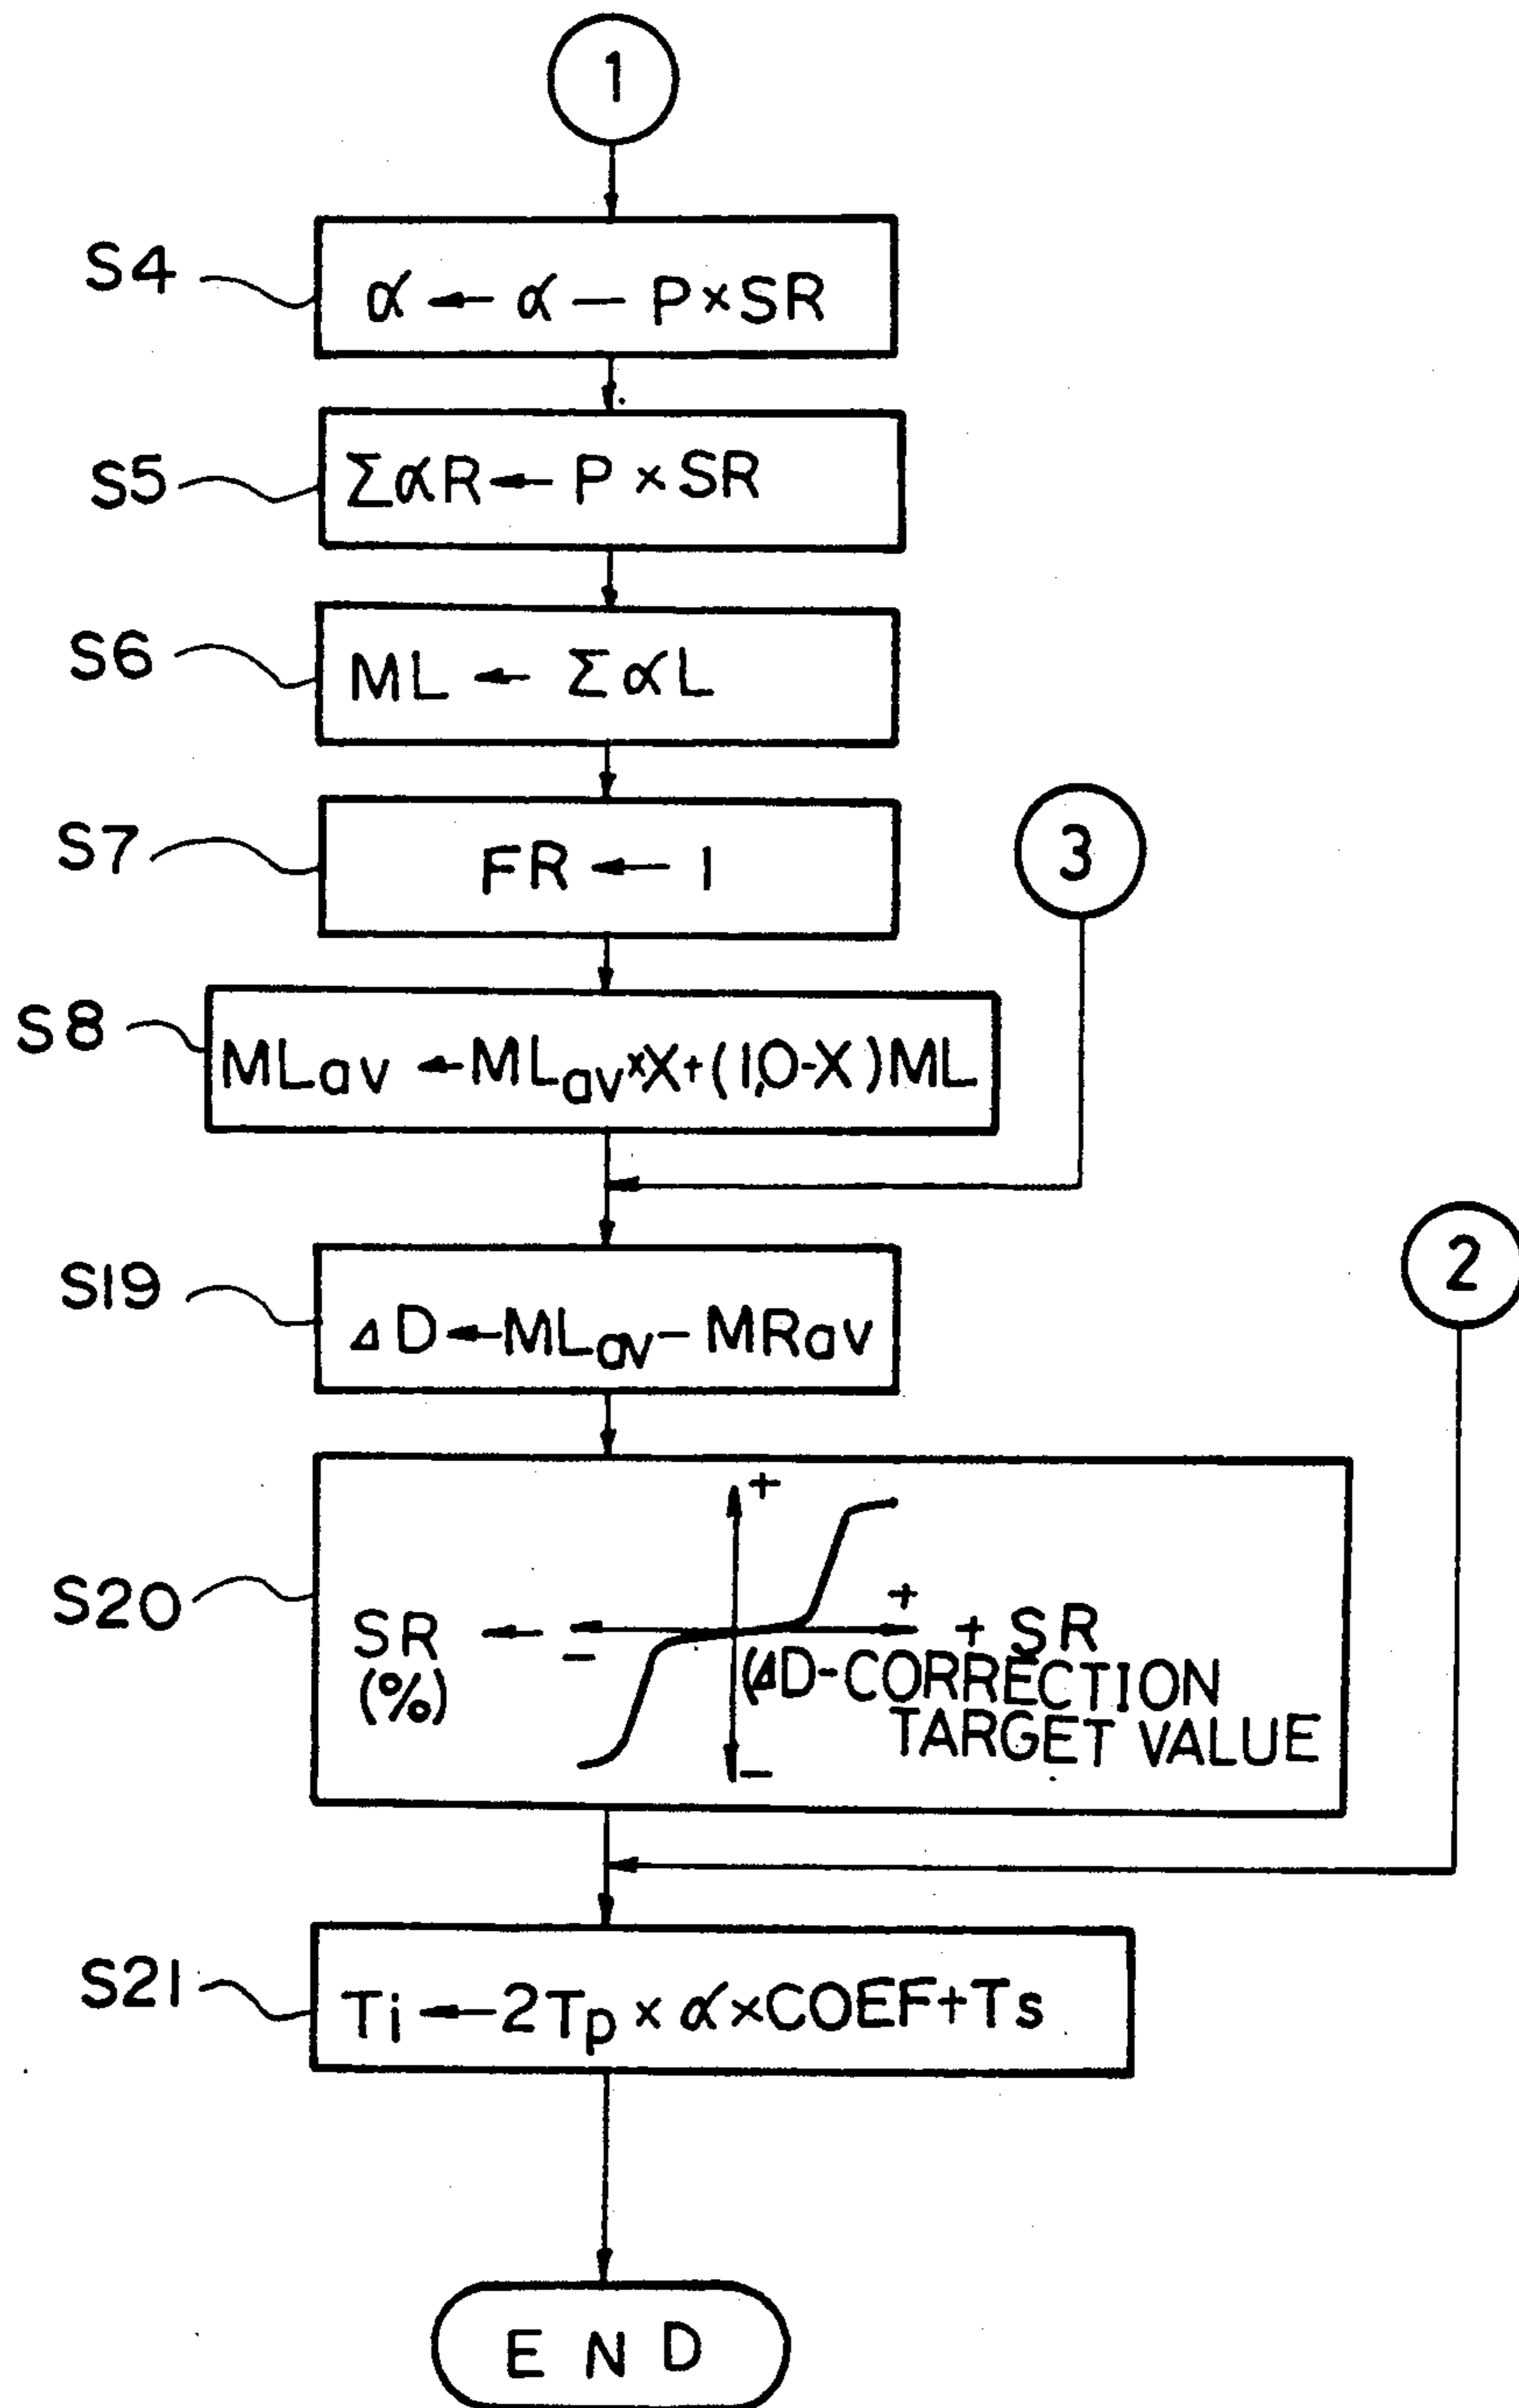 1
S4
α ← α − P×SR
S5
ΣαR ← P × SR
S6
ML ← ΣαL
S7
FR ← 1
3
S8
MLav ← MLav×X+(1,0-X)ML
S19
ΔD ← MLav − MRav
2
S20
+
SR ← − + + SR
(%)
(ΔD-CORRECTION
TARGET VALUE
−
S21
Ti ← 2Tp × α × COEF+Ts
END